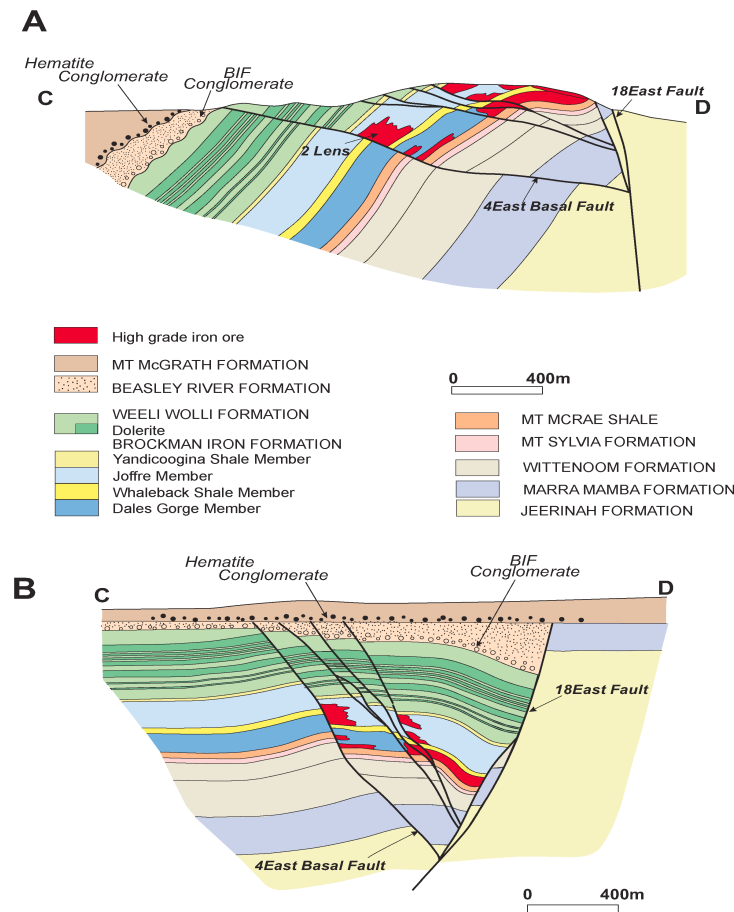 A
Hematite
Conglomerate
BIF
Conglomerate
C
18East Fault
D
2 Lens
4East Basal Fault
High grade iron ore
MT McGRATH FORMATION
BEASLEY RIVER FORMATION
WEELI WOLLI FORMATION
Dolerite
BROCKMAN IRON FORMATION
Yandicoogina Shale Member
Joffre Member
Whaleback Shale Member
Dales Gorge Member
0 400m
MT MCRAE SHALE
MT SYLVIA FORMATION
WITTENOOM FORMATION
MARRA MAMBA FORMATION
JEERINAH FORMATION
B
Hematite
Conglomerate
BIF
Conglomerate
C
D
18East Fault
4East Basal Fault
0 400m